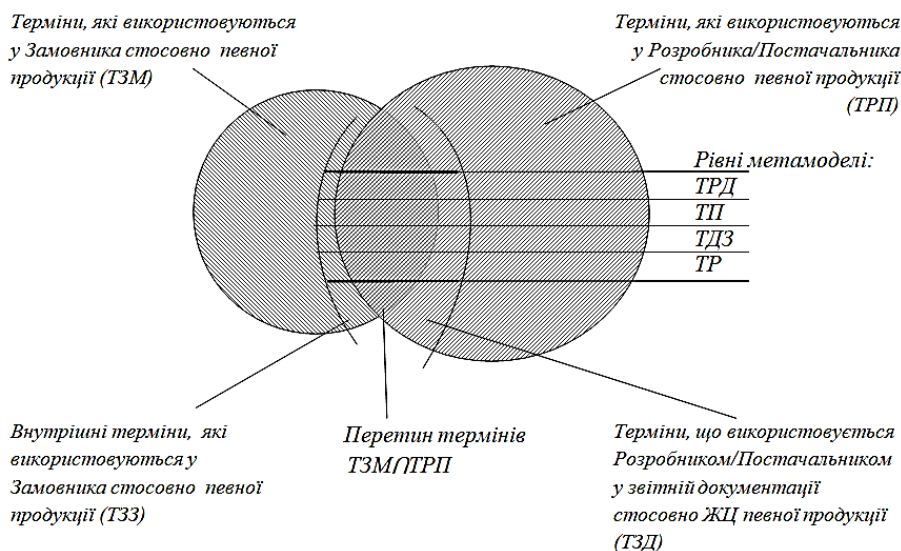 Терміни, які використовуються
у Замовника стосовно певної
продукції (ТЗМ)
Терміни, які використовуються
у Розробника/Постачальника
стосовно певної продукції
(ТРП)
Рівні метамоделі:
ТРД
ТП
ТДЗ
ТР
Внутрішні терміни, які
використовуються у
Замовника стосовно певної
продукції (ТЗЗ)
Перетин термінів
ТЗМ∩ТРП
Терміни, що використовується
Розробником/Постачальником
у звітній документації
стосовно ЖЦ певної продукції
(ТЗД)